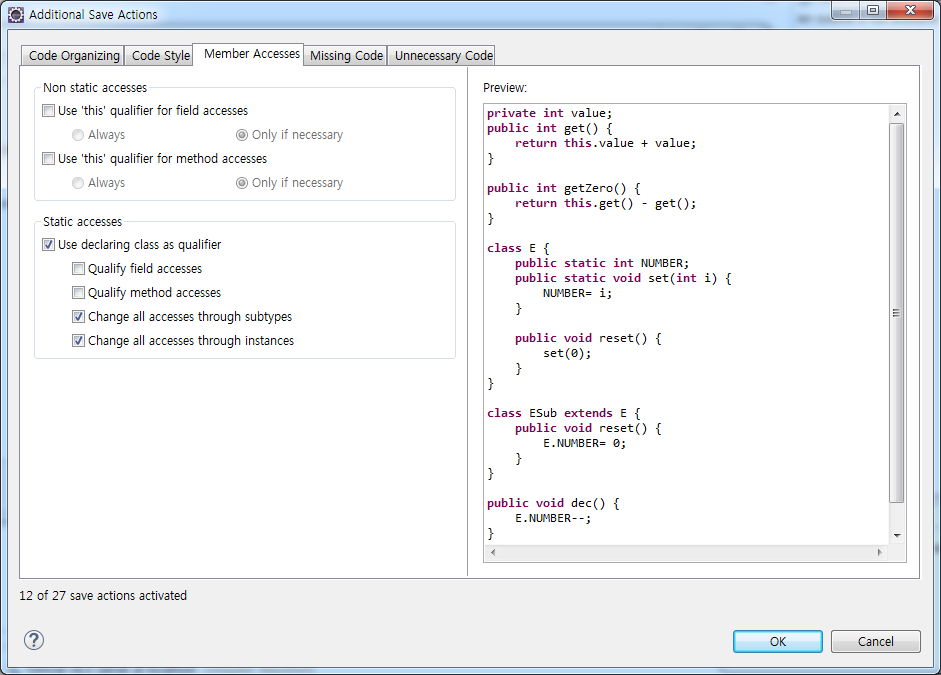 Additional Save Actions
Code Organizing Code Style Member Accesses Missing Code Unnecessary Code
Non static accesses
Use 'this' qualifier for field accesses
Always Only if necessary
Use 'this' qualifier for method accesses
Always Only if necessary
Static accesses
Use declaring class as qualifier
Qualify field accesses
Qualify method accesses
Change all accesses through subtypes
Change all accesses through instances
Preview:
private int value;
public int get() {
    return this.value + value;
}

public int getZero() {
    return this.get() - get();
}

class E {
    public static int NUMBER;
    public static void set(int i) {
        NUMBER= i;
    }

    public void reset() {
        set(0);
    }
}

class ESub extends E {
    public void reset() {
        E.NUMBER= 0;
    }
}

public void dec() {
    E.NUMBER--;
}
12 of 27 save actions activated
?
OK Cancel